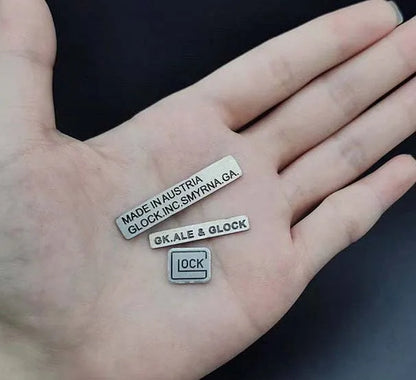 MADE IN AUSTRIA
GLOCK.INC.SMYRNA.GA.
GK.ALE & GLOCK
GLOCK